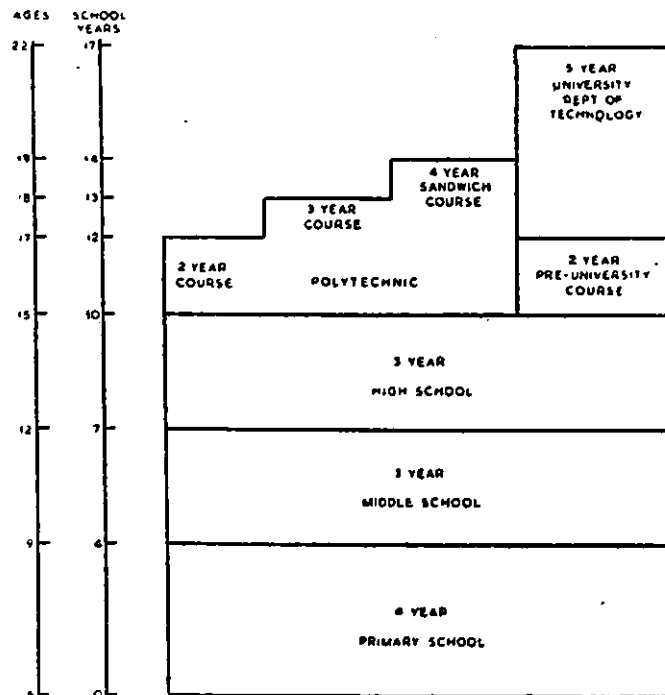 AGES
SCHOOL
YEARS
22
17
5 YEAR
UNIVERSITY
DEPT OF
TECHNOLOGY
19
14
4 YEAR
SANDWICH
COURSE
18
13
3 YEAR
COURSE
17
12
2 YEAR
COURSE
POLYTECHNIC
2 YEAR
PRE-UNIVERSITY
COURSE
15
10
3 YEAR
HIGH SCHOOL
12
7
3 YEAR
MIDDLE SCHOOL
9
4
4 YEAR
PRIMARY SCHOOL
0